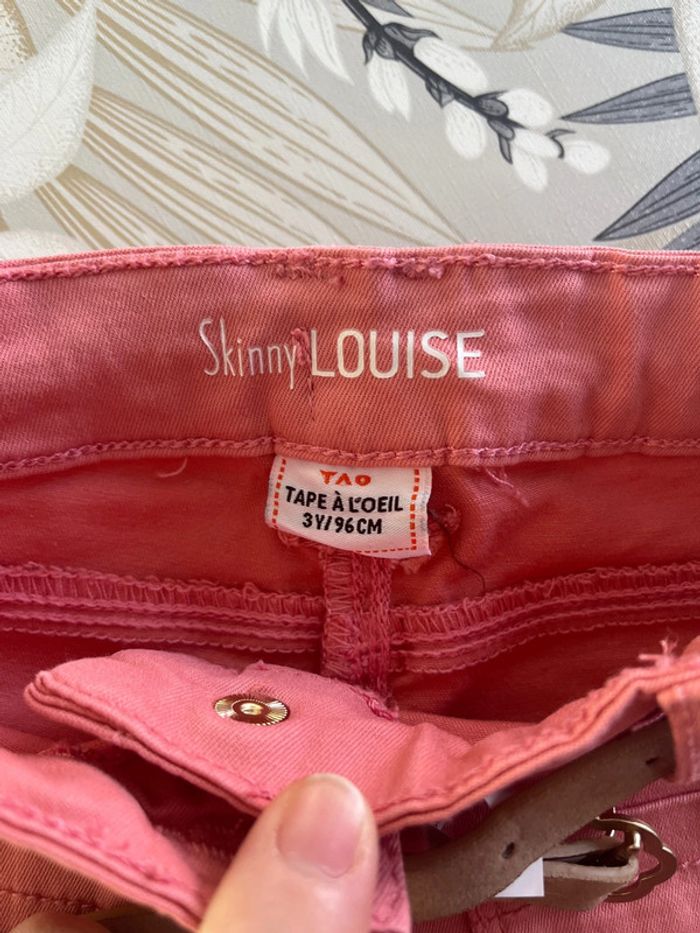 Skinny LOUISE
TAO
TAPE À L'OEIL
3Y/96CM